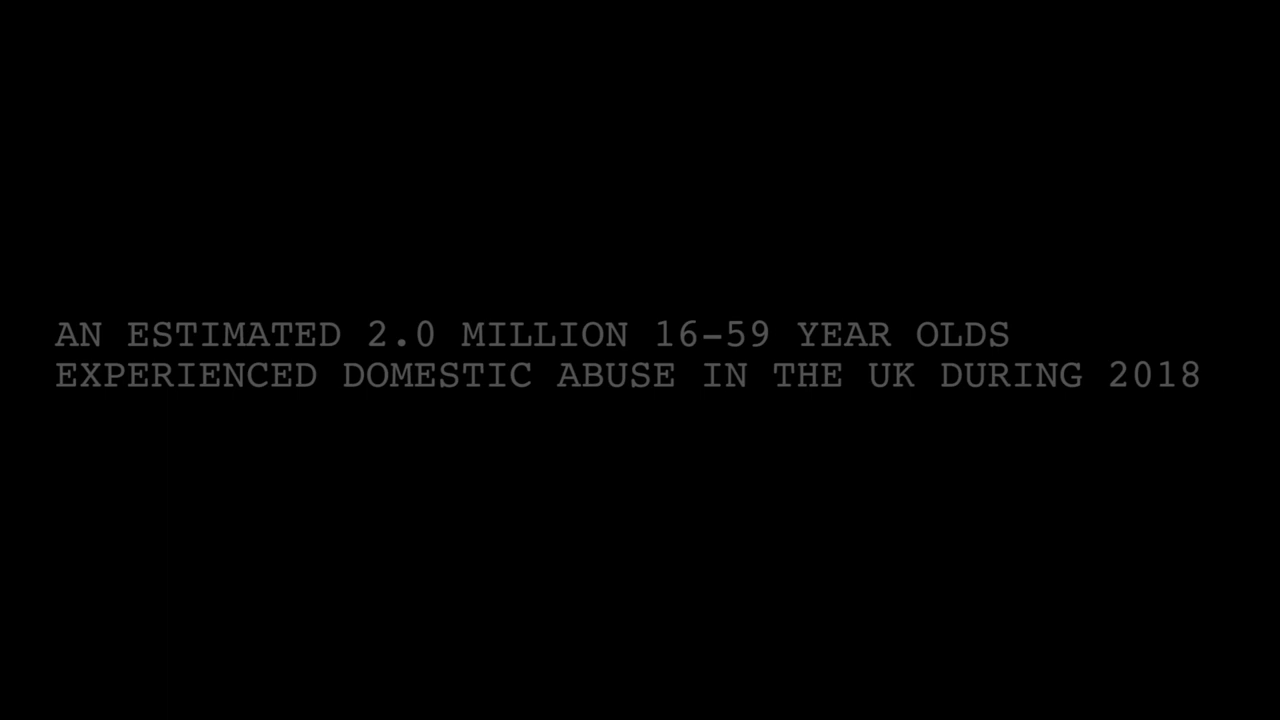 AN ESTIMATED 2.0 MILLION 16-59 YEAR OLDS
EXPERIENCED DOMESTIC ABUSE IN THE UK DURING 2018